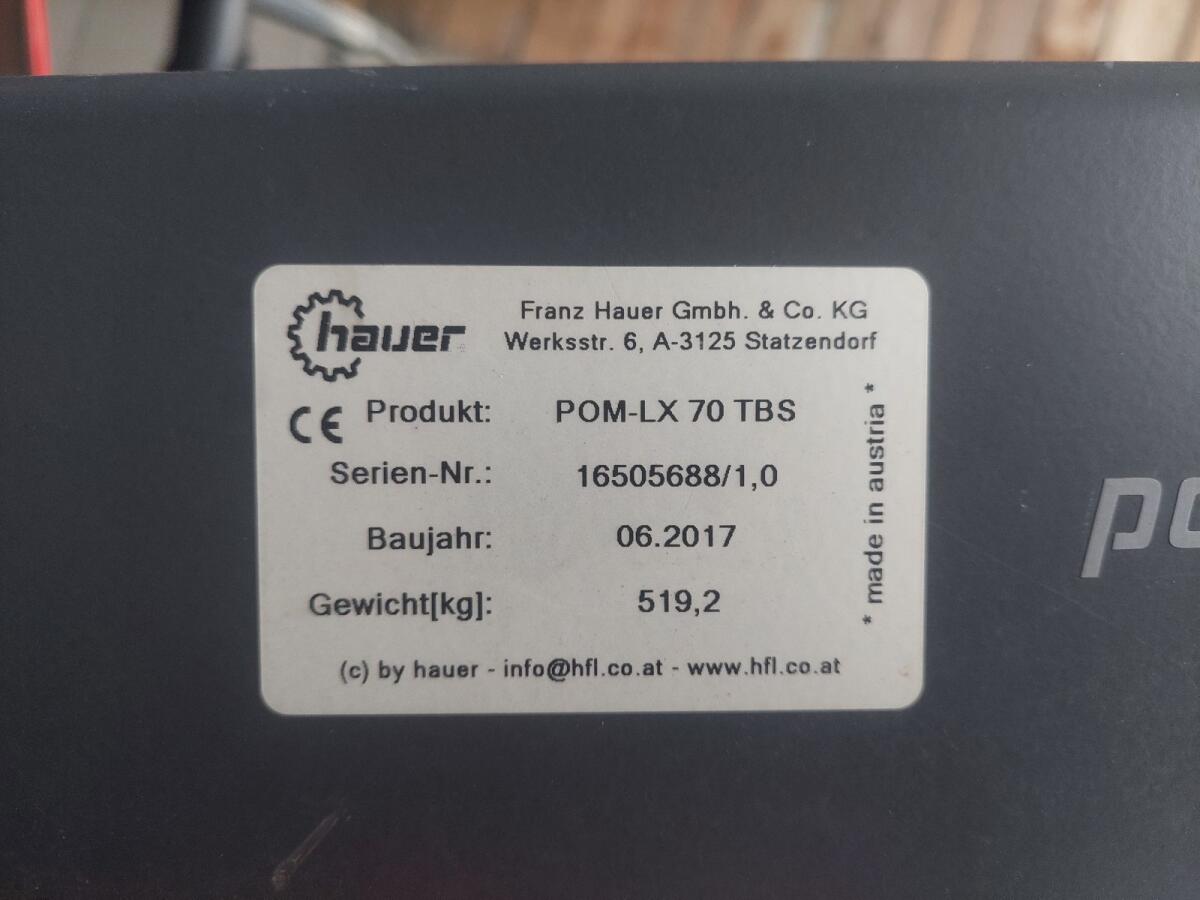 hauer
Franz Hauer Gmbh. & Co. KG
Werksstr. 6, A-3125 Statzendorf
CE Produkt: POM-LX 70 TBS
Serien-Nr.: 16505688/1,0
Baujahr: 06.2017
Gewicht[kg]: 519,2
* made in austria *
(c) by hauer - info@hfl.co.at - www.hfl.co.at